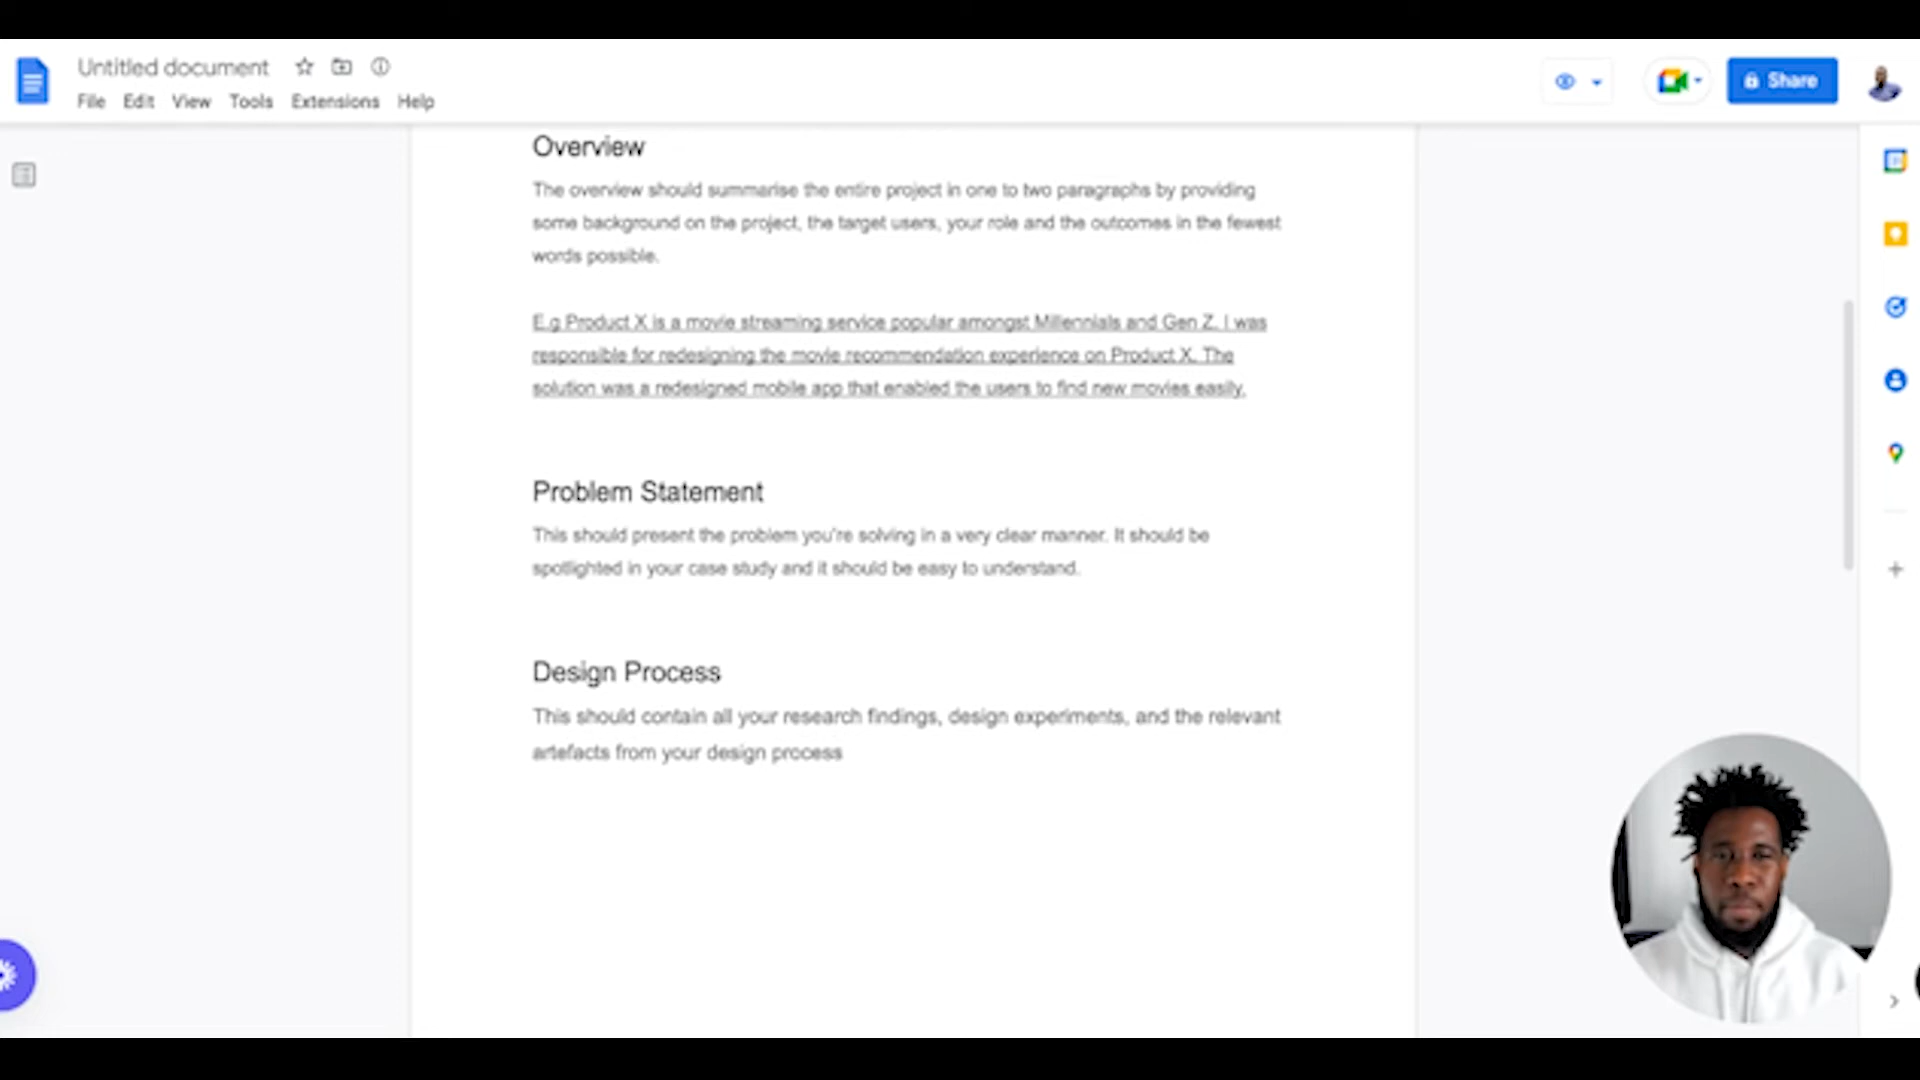 Untitled document
File Edit View Tools Extensions Help
Share
Overview
The overview should summarise the entire project in one to two paragraphs by providing
some background on the project, the target users, your role and the outcomes in the fewest
words possible.
E.g Product X is a movie streaming service popular amongst Millennials and Gen Z. I was
responsible for redesigning the movie recommendation experience on Product X. The
solution was a redesigned mobile app that enabled the users to find new movies easily.
Problem Statement
This should present the problem you're solving in a very clear manner. It should be
spotlighted in your case study and it should be easy to understand.
Design Process
This should contain all your research findings, design experiments, and the relevant
artefacts from your design process